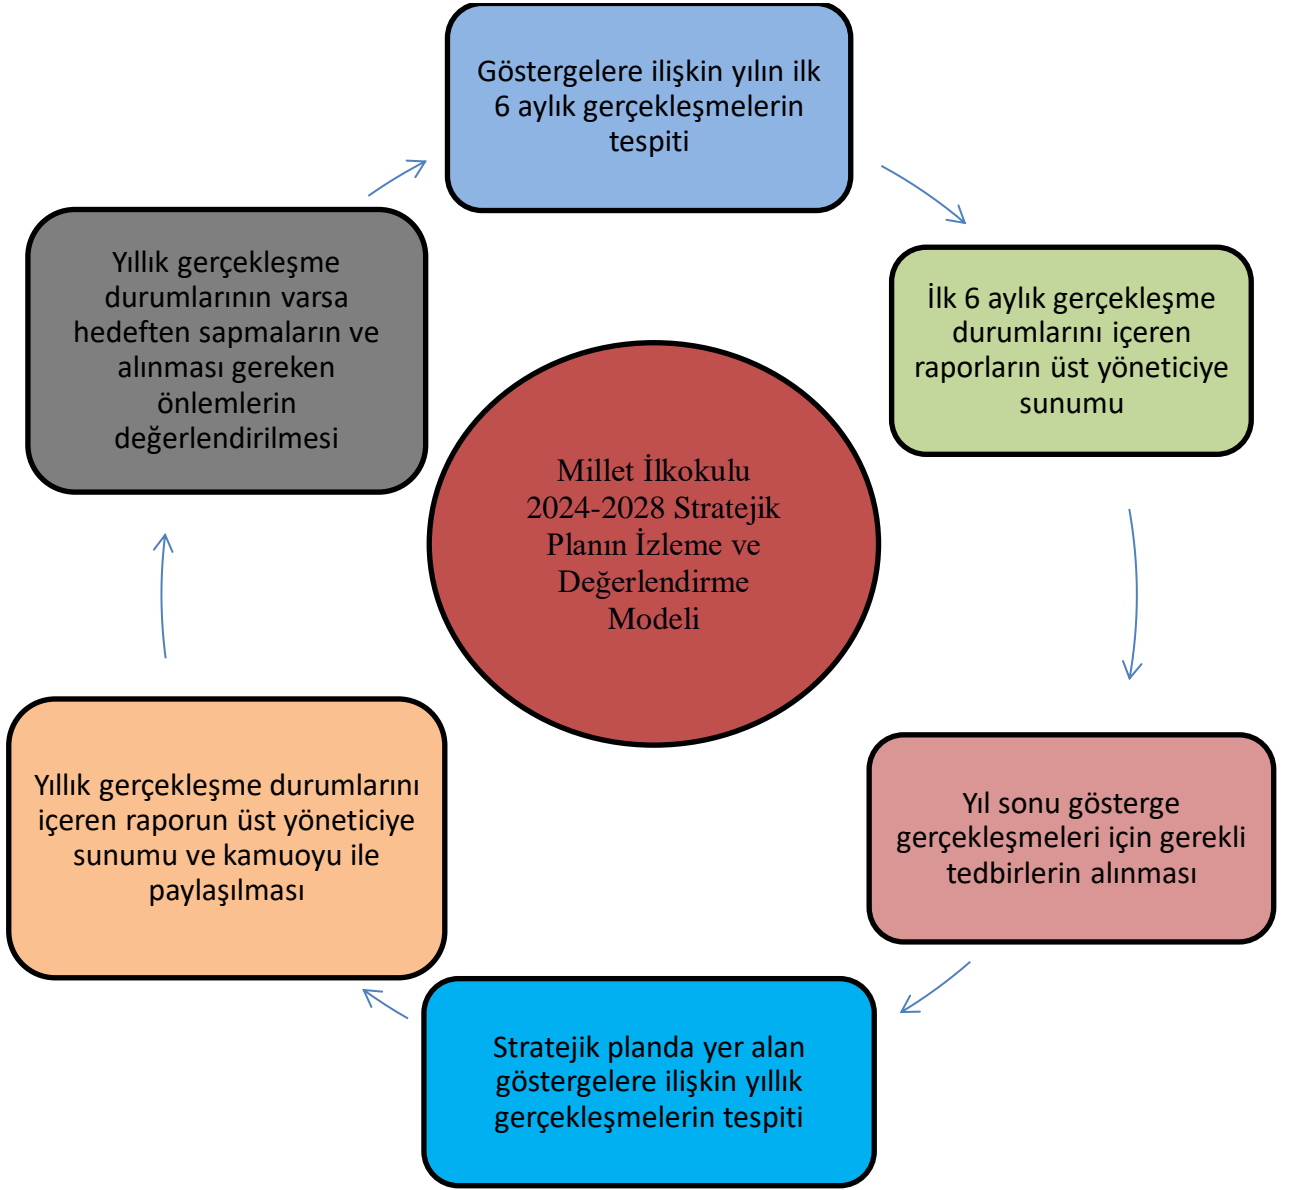 Göstergelere ilişkin yılın ilk
6 aylık gerçekleşmelerin
tespiti
İlk 6 aylık gerçekleşme
durumlarını içeren
raporların üst yöneticiye
sunumu
Yıl sonu gösterge
gerçekleşmeleri için gerekli
tedbirlerin alınması
Stratejik planda yer alan
göstergelere ilişkin yıllık
gerçekleşmelerin tespiti
Yıllık gerçekleşme durumlarını
içeren raporun üst yöneticiye
sunumu ve kamuoyu ile
paylaşılması
Yıllık gerçekleşme
durumlarının varsa
hedeften sapmaların ve
alınması gereken
önlemlerin
değerlendirilmesi
Millet İlkokulu
2024-2028 Stratejik
Planın İzleme ve
Değerlendirme
Modeli